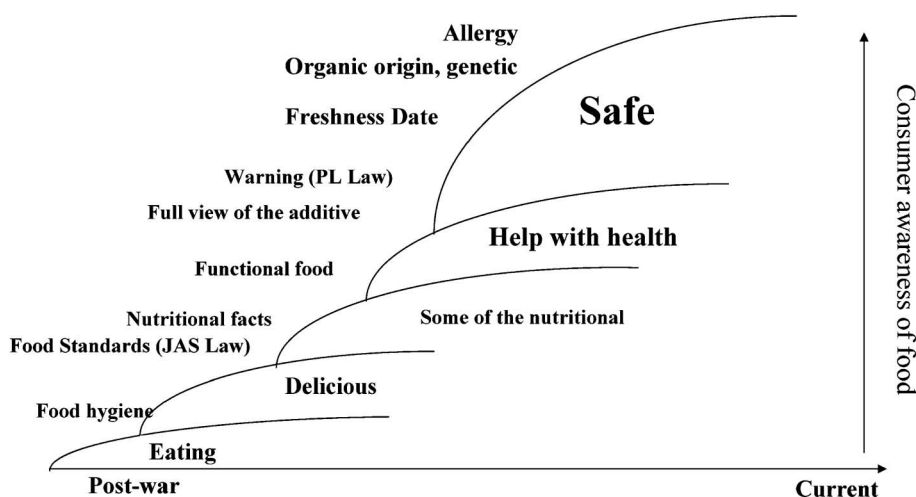 Allergy
Organic origin, genetic
Freshness Date
Safe
Warning (PL Law)
Full view of the additive
Help with health
Functional food
Nutritional facts
Some of the nutritional
Food Standards (JAS Law)
Delicious
Food hygiene
Eating
Post-war
Current
Consumer awareness of food